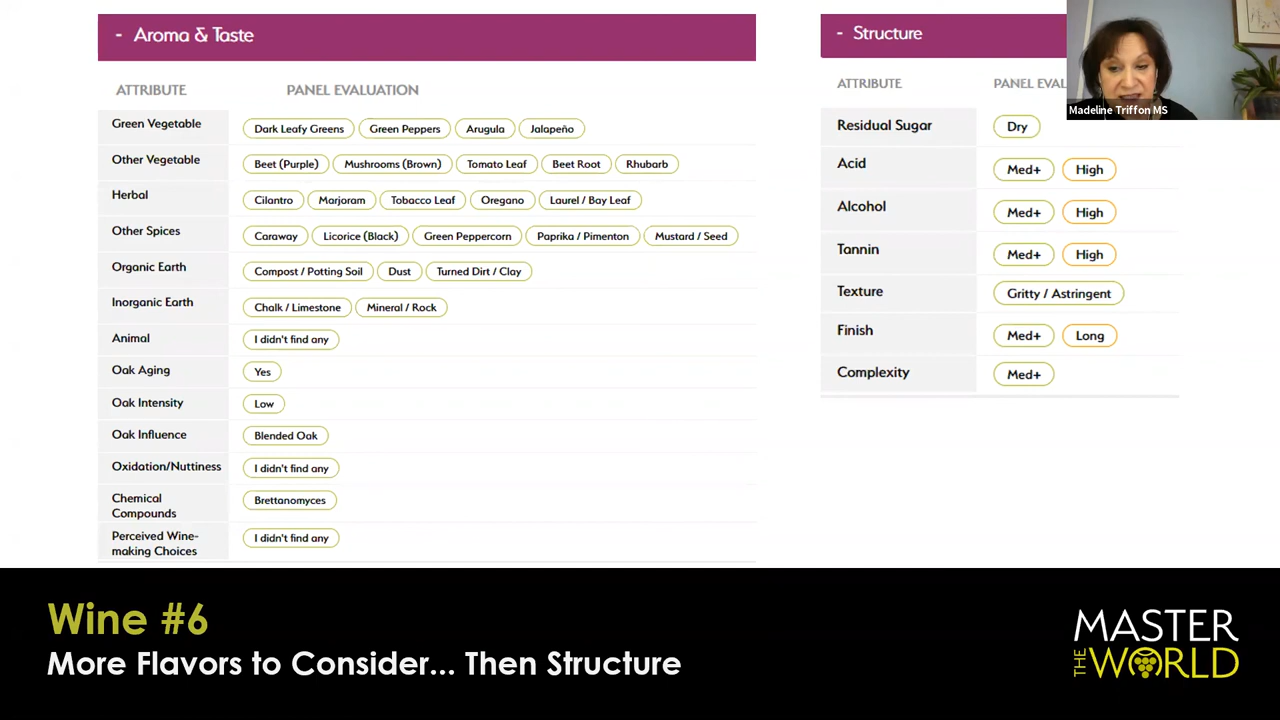 - Aroma & Taste
ATTRIBUTE PANEL EVALUATION
Green Vegetable Dark Leafy Greens Green Peppers Arugula Jalapeño
Other Vegetable Beet (Purple) Mushrooms (Brown) Tomato Leaf Beet Root Rhubarb
Herbal Cilantro Marjoram Tobacco Leaf Oregano Laurel / Bay Leaf
Other Spices Caraway Licorice (Black) Green Peppercorn Paprika / Pimenton Mustard / Seed
Organic Earth Compost / Potting Soil Dust Turned Dirt / Clay
Inorganic Earth Chalk / Limestone Mineral / Rock
Animal I didn't find any
Oak Aging Yes
Oak Intensity Low
Oak Influence Blended Oak
Oxidation/Nuttiness I didn't find any
Chemical
Compounds Brettanomyces
Perceived Wine-
making Choices I didn't find any
- Structure
ATTRIBUTE PANEL EVAL
Residual Sugar Dry
Acid Med+ High
Alcohol Med+ High
Tannin Med+ High
Texture Gritty / Astringent
Finish Med+ Long
Complexity Med+
Madeline Triffon MS
Wine #6
More Flavors to Consider... Then Structure
MASTER
THE WORLD